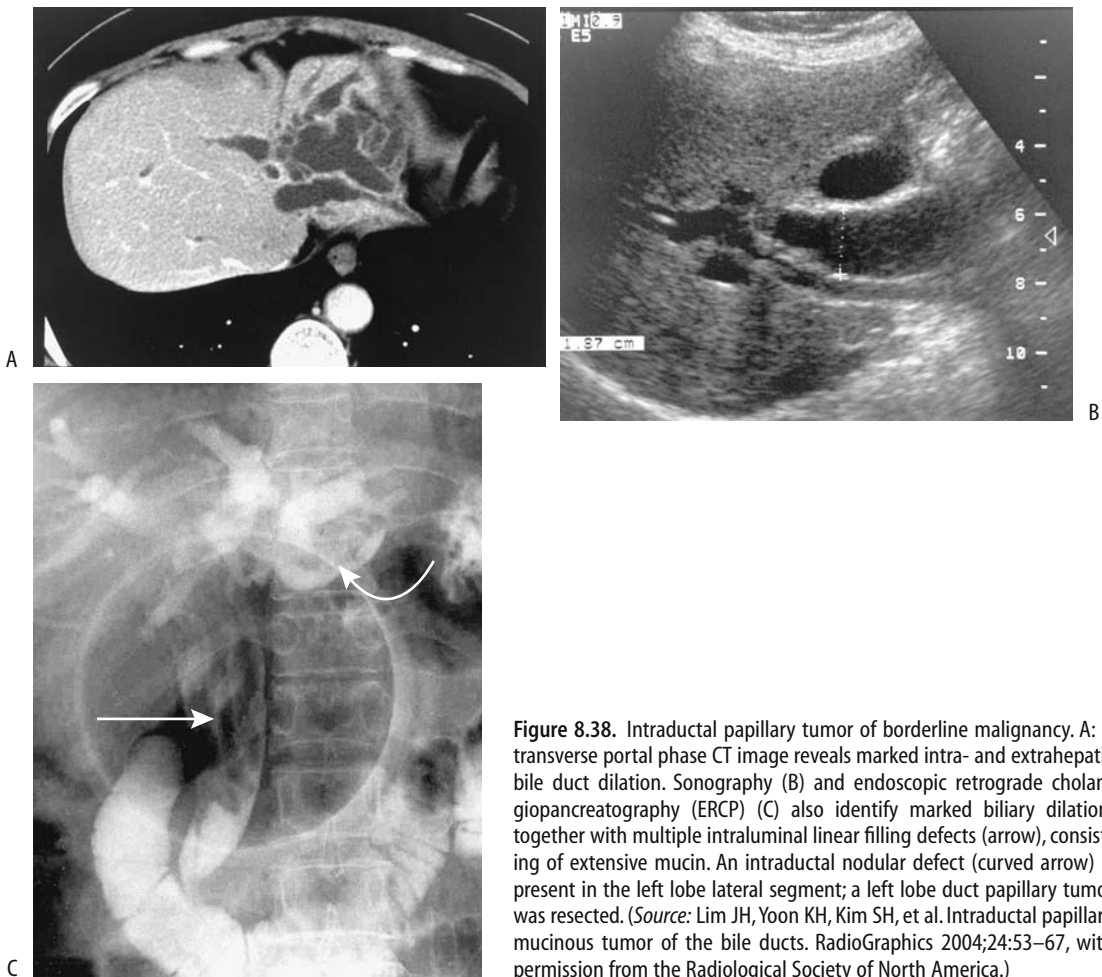 1MI0.9
E5
4
6
8
10
1.87 cm
A
B
C
Figure 8.38. Intraductal papillary tumor of borderline malignancy. A:
transverse portal phase CT image reveals marked intra- and extrahepati
bile duct dilation. Sonography (B) and endoscopic retrograde cholan
giopancreatography (ERCP) (C) also identify marked biliary dilation
together with multiple intraluminal linear filling defects (arrow), consist
ing of extensive mucin. An intraductal nodular defect (curved arrow)
present in the left lobe lateral segment; a left lobe duct papillary tumo
was resected. (Source: Lim JH, Yoon KH, Kim SH, et al. Intraductal papillar
mucinous tumor of the bile ducts. RadioGraphics 2004;24:53–67, wit
permission from the Radiological Society of North America.)